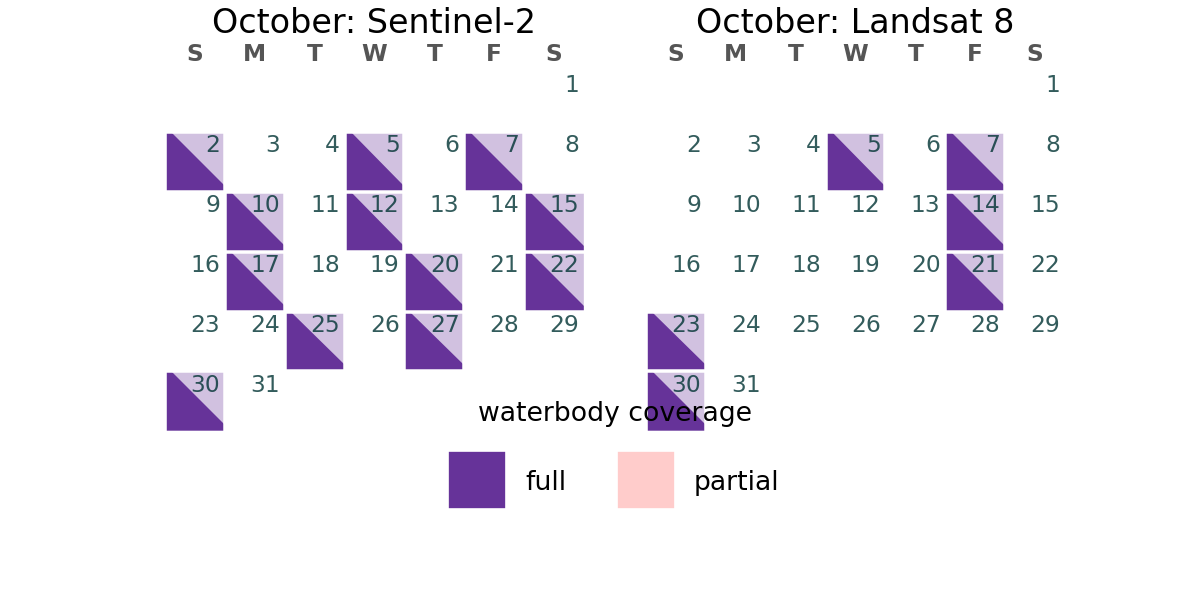 October: Sentinel-2
S M T W T F S
1
2 3 4 5 6 7 8
9 10 11 12 13 14 15
16 17 18 19 20 21 22
23 24 25 26 27 28 29
30 31
October: Landsat 8
S M T W T F S
1
2 3 4 5 6 7 8
9 10 11 12 13 14 15
16 17 18 19 20 21 22
23 24 25 26 27 28 29
30 31
waterbody coverage
full partial